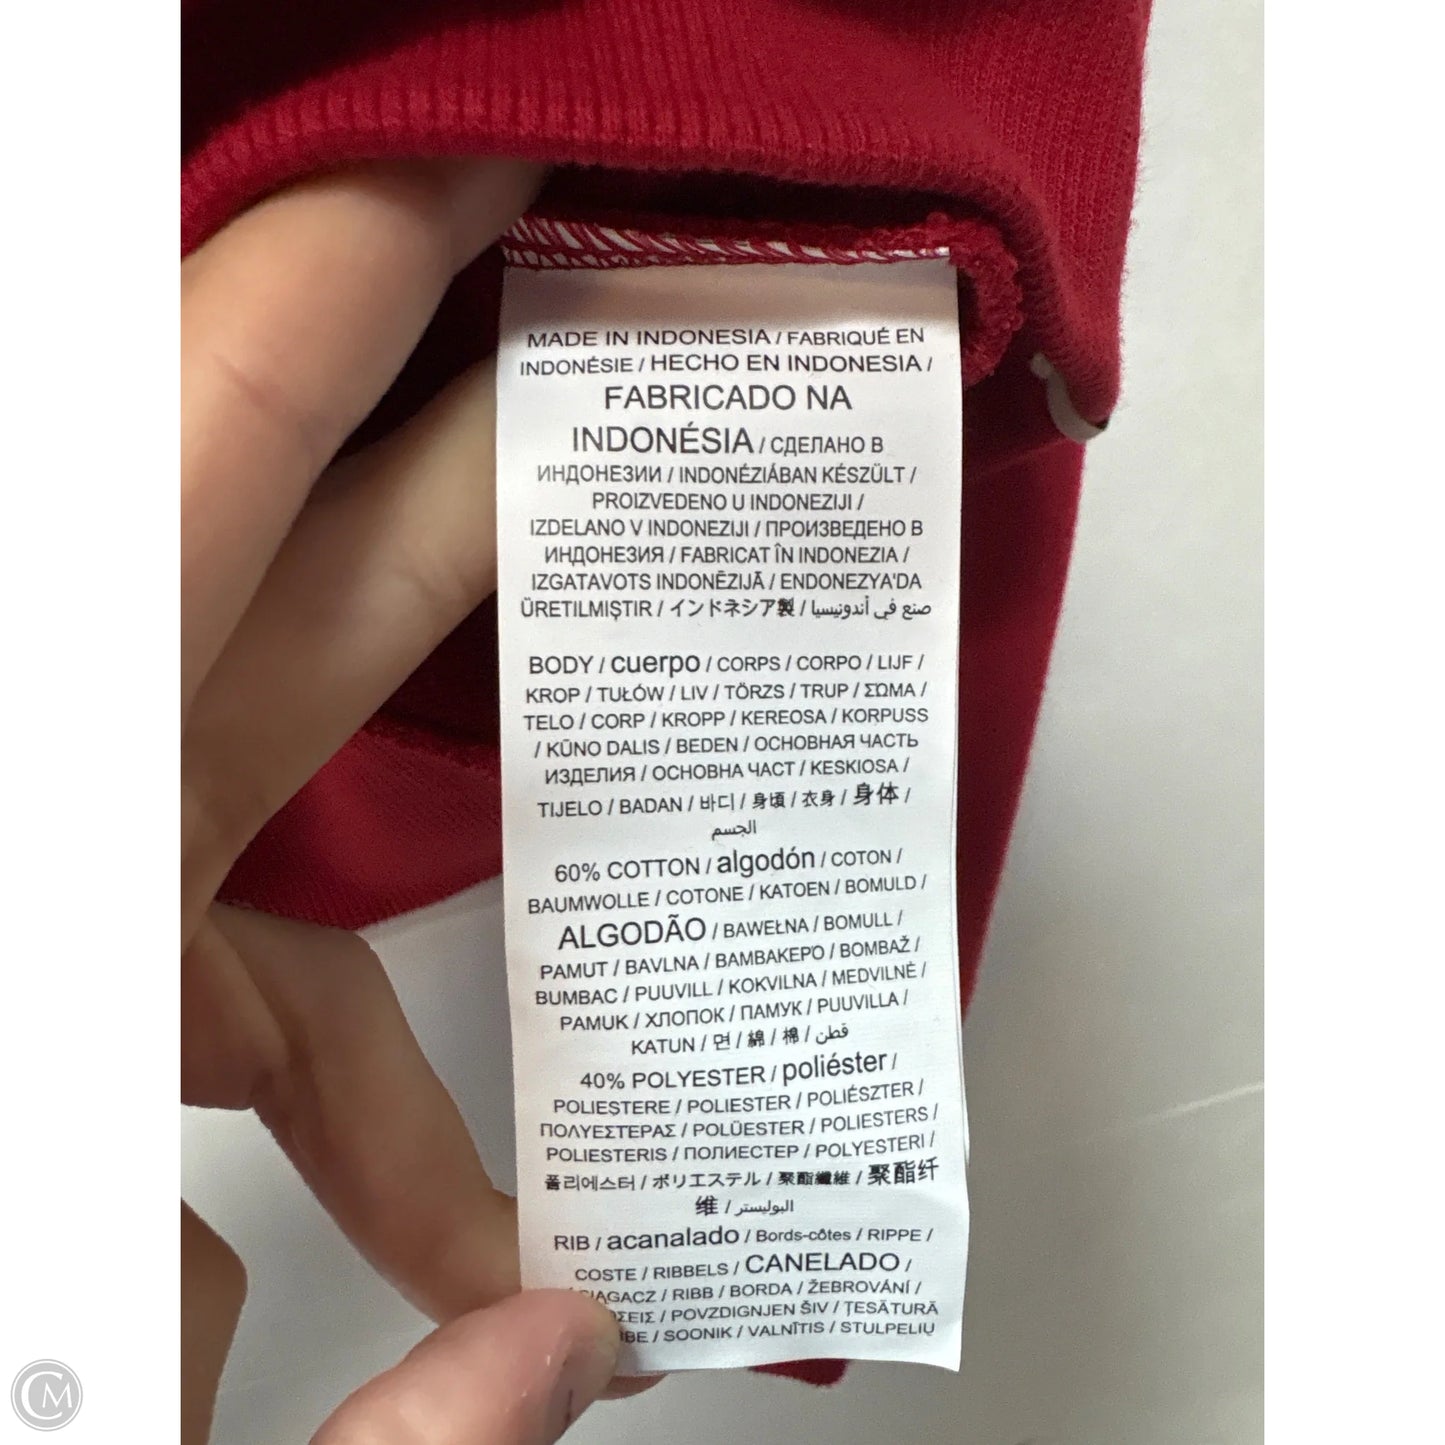 MADE IN INDONESIA / FABRIQUÉ EN
INDONÉSIE / HECHO EN INDONESIA /
FABRICADO NA
INDONÉSIA / СДЕЛАНО В
ИНДОНЕЗИИ / INDONÉZIÁBAN KÉSZÜLT /
PROIZVEDENO U INDONEZIJI /
IZDELANO V INDONEZIJI / ПРОИЗВЕДЕНО В
ИНДОНЕЗИЯ / FABRICAT ÎN INDONEZIA /
IZGATAVOTS INDONĒZIJĀ / ENDONEZYA'DA
ÜRETILMIŞTIR / インドネシア製 / صنع في أندونيسيا
BODY / cuerpo / CORPS / CORPO / LIJF /
KROP / TUŁÓW / LIV / TÖRZS / TRUP / ΣΩΜΑ /
TELO / CORP / KROPP / KEREOSA / KORPUSS
/ KŪNO DALIS / BEDEN / ОСНОВНАЯ ЧАСТЬ
ИЗДЕЛИЯ / ОСНОВНА ЧАСТ / KESKIOSA /
TIJELO / BADAN / 바디 / 身頃 / 衣身 / 身体 /
الجسم
60% COTTON / algodón / COTON /
BAUMWOLLE / COTONE / KATOEN / BOMULD /
ALGODÃO / BAWEŁNA / BOMULL /
PAMUT / BAVLNA / ΒΑΜΒΑΚΕΡΌ / BOMBAŽ /
BUMBAC / PUUVILL / KOKVILNA / MEDVILNĖ /
PAMUK / ХЛОПОК / ПАМУК / PUUVILLA /
KATUN / 면 / 綿 / 棉 / قطن
40% POLYESTER / poliéster /
POLIESTERE / POLIESTER / POLIÉSZTER /
ΠΟΛΥΕΣΤΕΡΑΣ / POLÜESTER / POLIESTERS /
POLIESTERIS / ПОЛИЕСТЕР / POLYESTERI /
폴리에스터 / ポリエステル / 聚酯纖維 / 聚酯纤
维 / البوليستر
RIB / acanalado / Bords-côtes / RIPPE /
COSTE / RIBBELS / CANELADO /
/ RIBB / BORDA / ŽEBROVÁNÍ /
/ POVZDIGNJEN ŠIV / ȚESĂTURĂ
/ SOONIK / VALNĪTIS / STULPELIŲ
CM